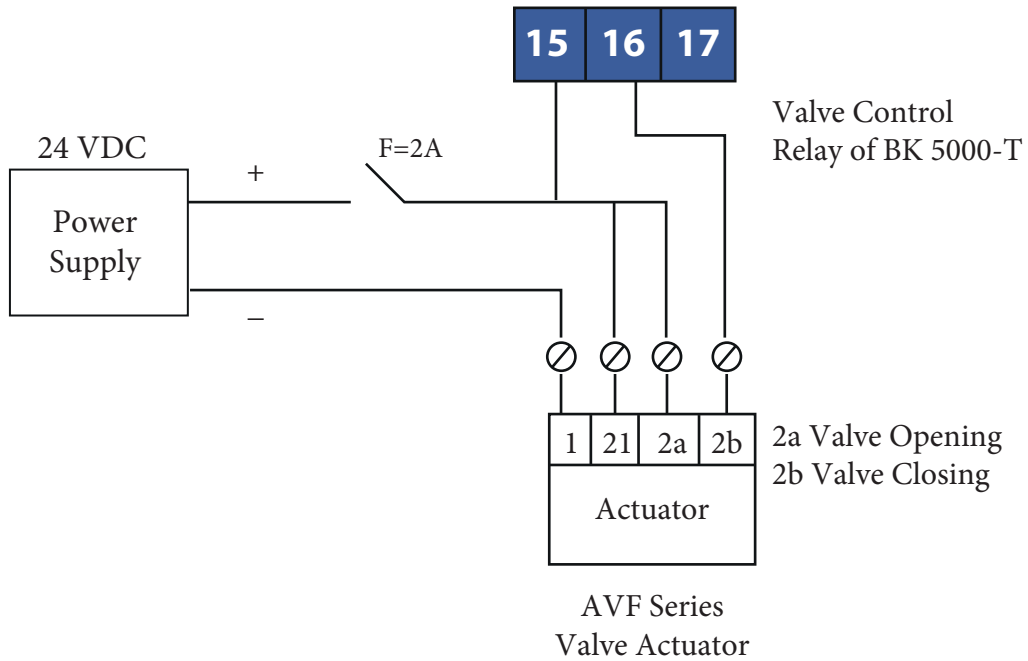 15 16 17
Valve Control
Relay of BK 5000-T
24 VDC
+
F=2A
Power
Supply
–
1 21 2a 2b
2a Valve Opening
2b Valve Closing
Actuator
AVF Series
Valve Actuator